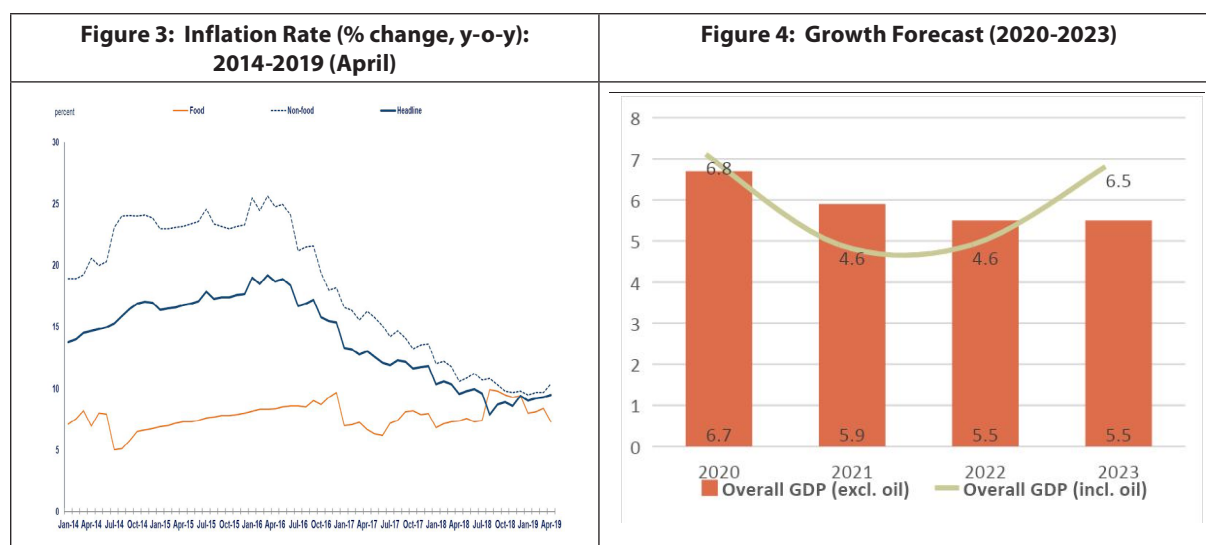 Figure 3: Inflation Rate (% change, y-o-y):
2014-2019 (April)
percent
Food Non-food Headline
30
25
20
15
10
5
0
Jan-14 Apr-14 Jul-14 Oct-14 Jan-15 Apr-15 Jul-15 Oct-15 Jan-16 Apr-16 Jul-16 Oct-16 Jan-17 Apr-17 Jul-17 Oct-17 Jan-18 Apr-18 Jul-18 Oct-18 Jan-19 Apr-19
Figure 4: Growth Forecast (2020-2023)
8
7
6
5
4
3
2
1
0
6.8 4.6 4.6 6.5
6.7 5.9 5.5 5.5
2020 2021 2022 2023
Overall GDP (excl. oil) Overall GDP (incl. oil)